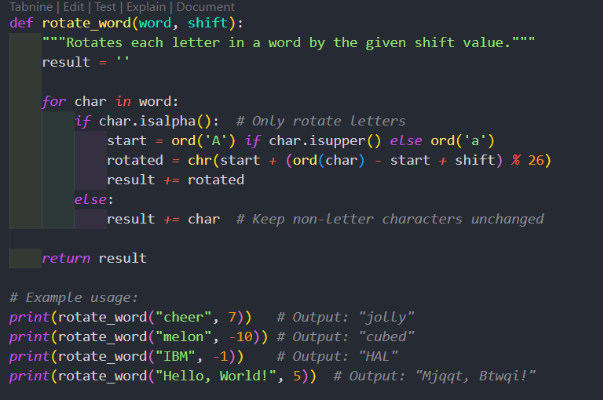 Tabnine | Edit | Test | Explain | Document
def rotate_word(word, shift):
    """Rotates each letter in a word by the given shift value."""
    result = ''

    for char in word:
        if char.isalpha():  # Only rotate letters
            start = ord('A') if char.isupper() else ord('a')
            rotated = chr(start + (ord(char) - start + shift) % 26)
            result += rotated
        else:
            result += char  # Keep non-letter characters unchanged

    return result

# Example usage:
print(rotate_word("cheer", 7))   # Output: "jolly"
print(rotate_word("melon", -10)) # Output: "cubed"
print(rotate_word("IBM", -1))    # Output: "HAL"
print(rotate_word("Hello, World!", 5))  # Output: "Mjqqt, Btwqi!"